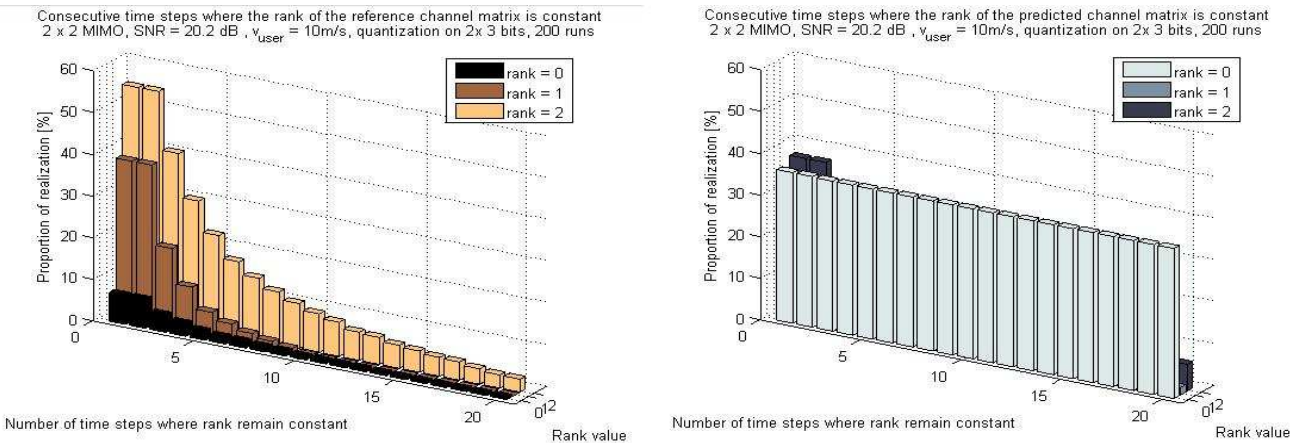 Consecutive time steps where the rank of the reference channel matrix is constant
2 x 2 MIMO, SNR = 20.2 dB , v_user = 10m/s, quantization on 2x 3 bits, 200 runs
60
50
40
30
20
10
0
Proportion of realization [%]
rank = 0
rank = 1
rank = 2
0
5
10
15
20
0 1 2
Number of time steps where rank remain constant
Rank value
Consecutive time steps where the rank of the predicted channel matrix is constant
2 x 2 MIMO, SNR = 20.2 dB , v_user = 10m/s, quantization on 2x 3 bits, 200 runs
60
50
40
30
20
10
0
Proportion of realization [%]
rank = 0
rank = 1
rank = 2
0
5
10
15
20
0 1 2
Number of time steps where rank remain constant
Rank value